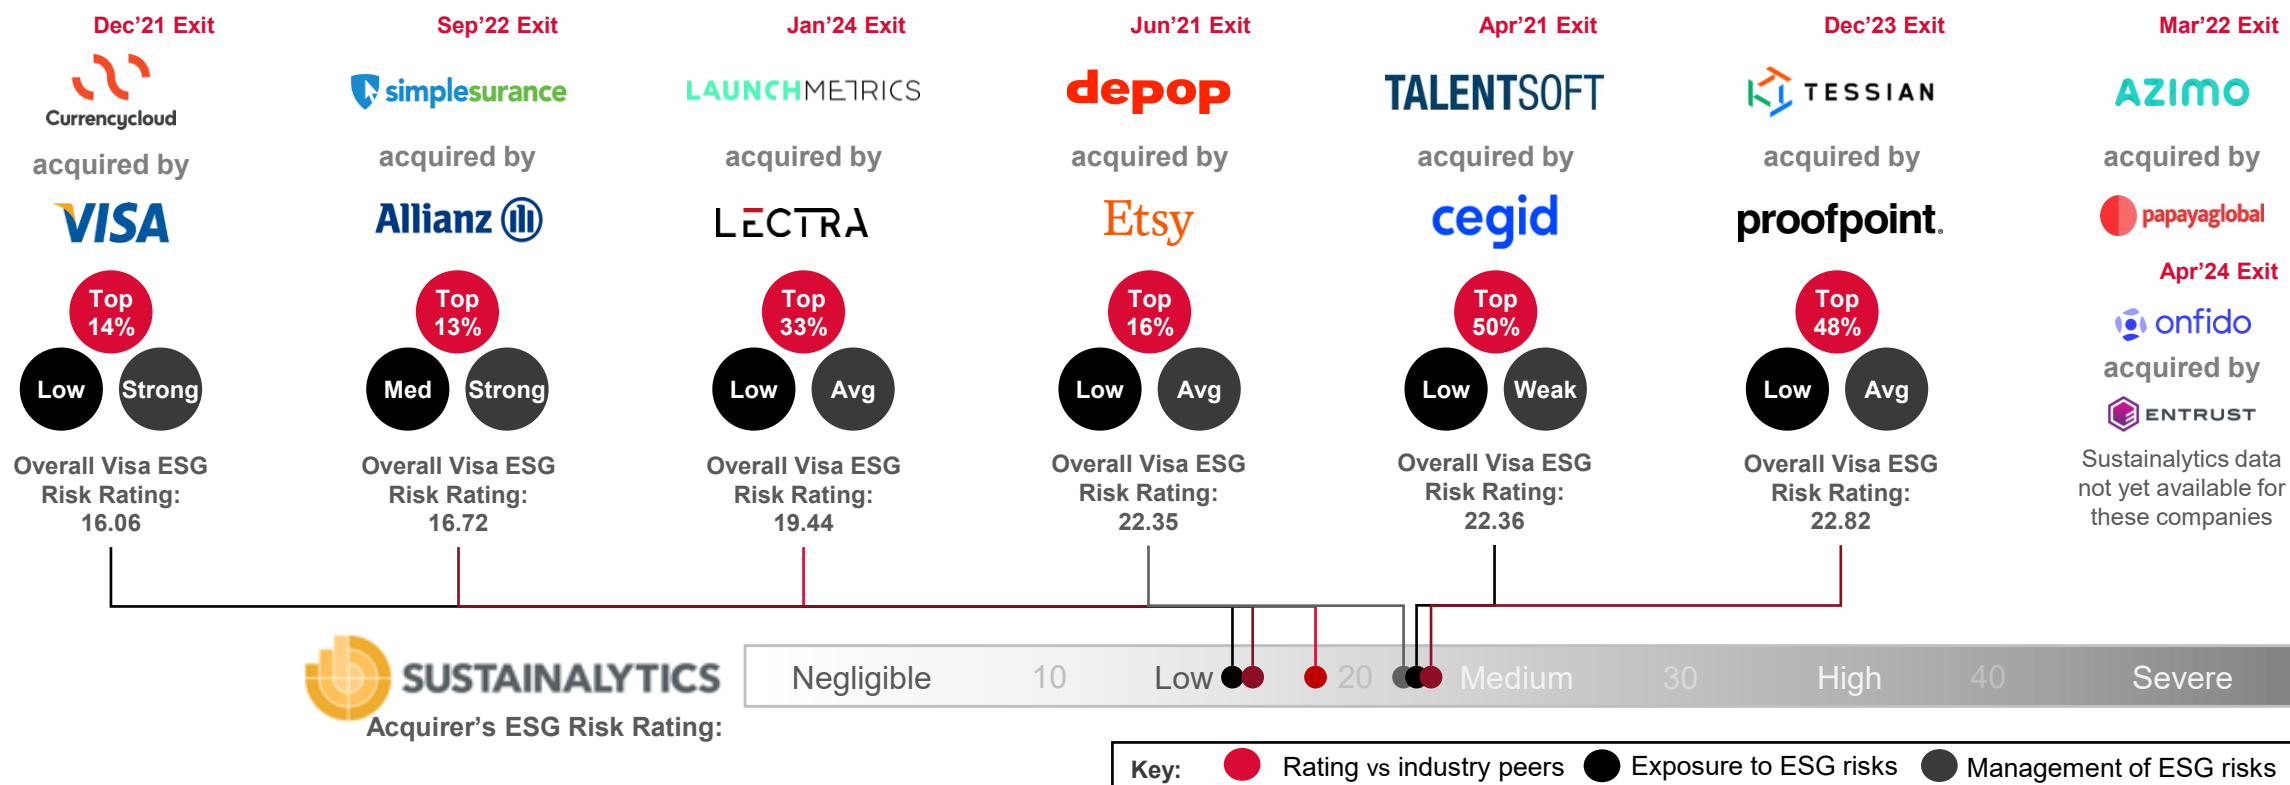 Dec’21 Exit
Currencycloud
acquired by
VISA
Top
14%
Low
Strong
Overall Visa ESG
Risk Rating:
16.06
Sep’22 Exit
simplesurance
acquired by
Allianz
Top
13%
Med
Strong
Overall Visa ESG
Risk Rating:
16.72
Jan’24 Exit
LAUNCHMETRICS
acquired by
LECTRA
Top
33%
Low
Avg
Overall Visa ESG
Risk Rating:
19.44
Jun’21 Exit
depop
acquired by
Etsy
Top
16%
Low
Avg
Overall Visa ESG
Risk Rating:
22.35
Apr’21 Exit
TALENTSOFT
acquired by
cegid
Top
50%
Low
Weak
Overall Visa ESG
Risk Rating:
22.36
Dec’23 Exit
TESSIAN
acquired by
proofpoint.
Top
48%
Low
Avg
Overall Visa ESG
Risk Rating:
22.82
Mar’22 Exit
AZIMO
acquired by
papayaglobal
Apr’24 Exit
onfido
acquired by
ENTRUST
Sustainalytics data
not yet available for
these companies
SUSTAINALYTICS
Acquirer’s ESG Risk Rating:
Negligible 10 Low 20 Medium 30 High 40 Severe
Key: Rating vs industry peers Exposure to ESG risks Management of ESG risks